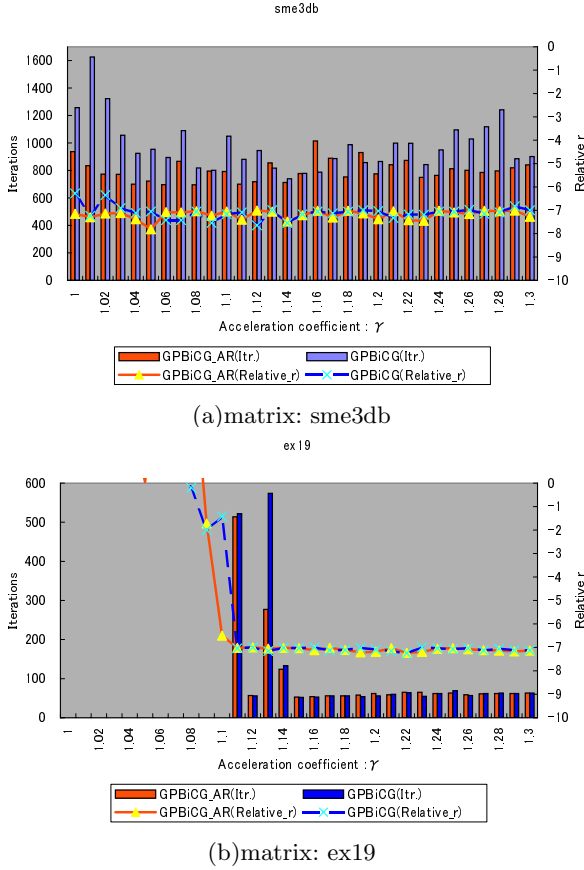 sme3db
1600
1400
1200
1000
800
600
400
200
0
Iterations
0
-1
-2
-3
-4
-5
-6
-7
-8
-9
-10
Relative r
1 1.02 1.04 1.06 1.08 1.1 1.12 1.14 1.16 1.18 1.2 1.22 1.24 1.26 1.28 1.3
Acceleration coefficient : γ
GPBiCG_AR(Itr.) GPBiCG(Itr.)
GPBiCG_AR(Relative_r) GPBiCG(Relative_r)
(a)matrix: sme3db
ex19
600
500
400
300
200
100
0
Iterations
0
-1
-2
-3
-4
-5
-6
-7
-8
-9
-10
Relative r
1 1.02 1.04 1.06 1.08 1.1 1.12 1.14 1.16 1.18 1.2 1.22 1.24 1.26 1.28 1.3
Acceleration coefficient : γ
GPBiCG_AR(Itr.) GPBiCG(Itr.)
GPBiCG_AR(Relative_r) GPBiCG(Relative_r)
(b)matrix: ex19